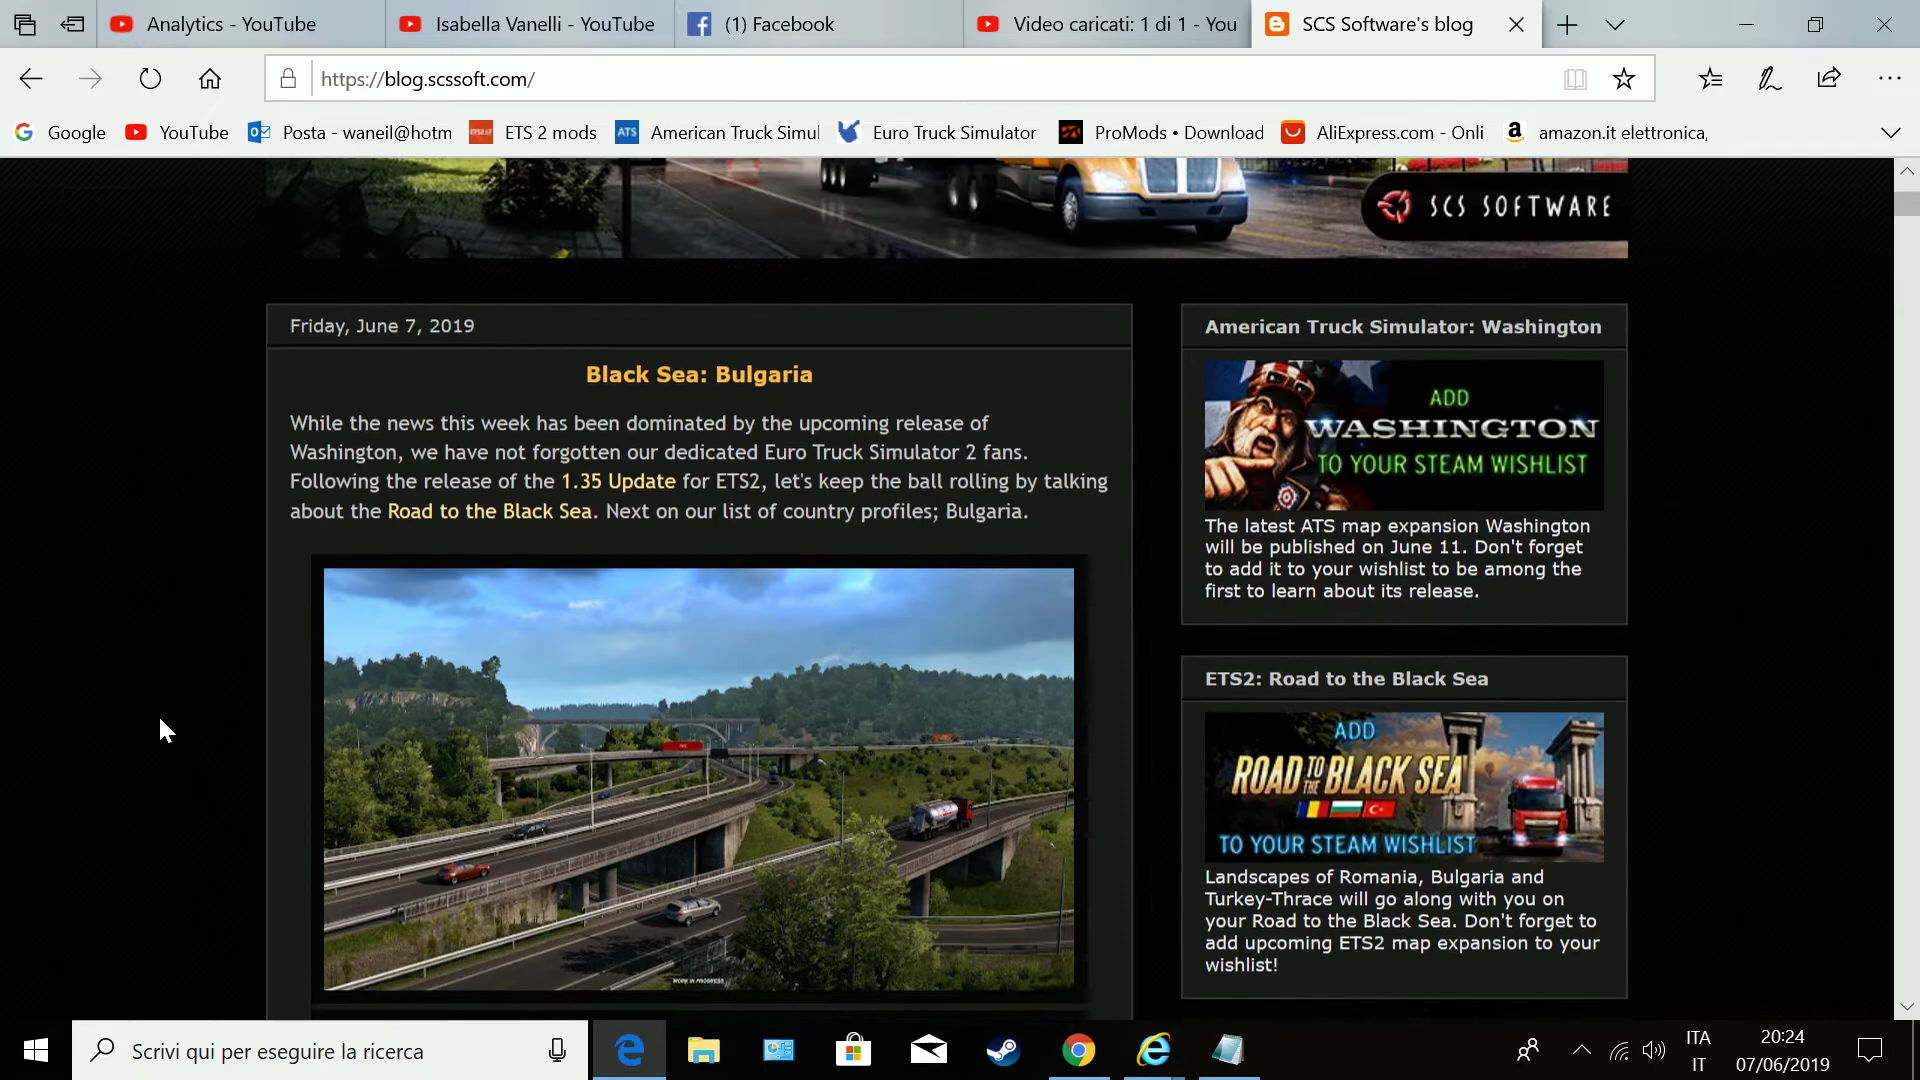 Analytics - YouTube
Isabella Vanelli - YouTube
(1) Facebook
Video caricati: 1 di 1 - You
SCS Software's blog
https://blog.scssoft.com/
Google
YouTube
Posta - waneil@hotm
ETS 2 mods
ATS
American Truck Simul
Euro Truck Simulator
ProMods • Download
AliExpress.com - Onli
amazon.it elettronica,
SCS SOFTWARE
Friday, June 7, 2019
Black Sea: Bulgaria
While the news this week has been dominated by the upcoming release of
Washington, we have not forgotten our dedicated Euro Truck Simulator 2 fans.
Following the release of the 1.35 Update for ETS2, let's keep the ball rolling by talking
about the Road to the Black Sea. Next on our list of country profiles; Bulgaria.
WORK IN PROGRESS
American Truck Simulator: Washington
ADD
WASHINGTON
TO YOUR STEAM WISHLIST
The latest ATS map expansion Washington
will be published on June 11. Don't forget
to add it to your wishlist to be among the
first to learn about its release.
ETS2: Road to the Black Sea
ADD
ROAD TO THE BLACK SEA
TO YOUR STEAM WISHLIST
Landscapes of Romania, Bulgaria and
Turkey-Thrace will go along with you on
your Road to the Black Sea. Don't forget to
add upcoming ETS2 map expansion to your
wishlist!
Scrivi qui per eseguire la ricerca
ITA
IT
20:24
07/06/2019